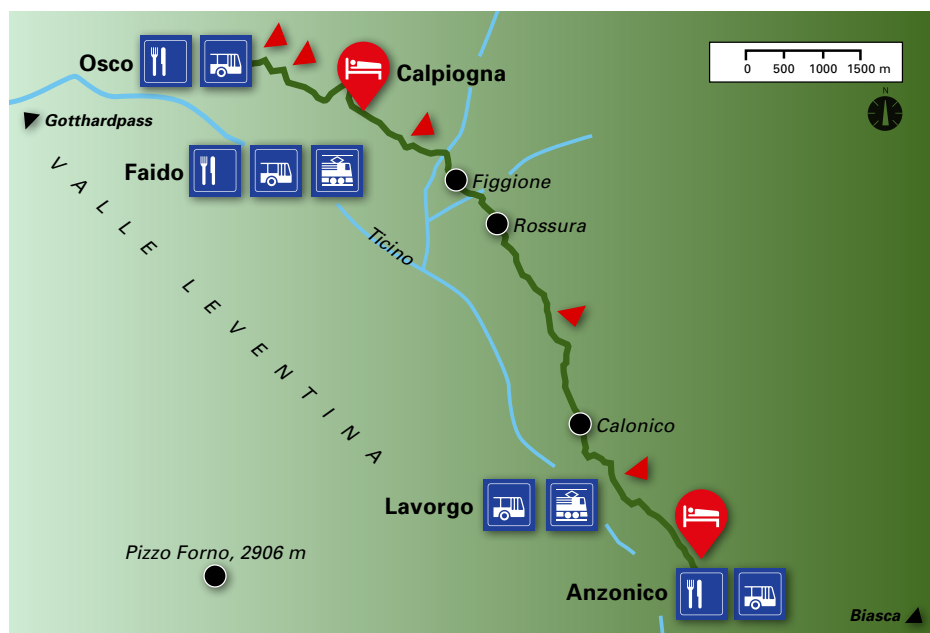 Osco
Calpiogna
0 500 1000 1500 m
N
Gotthardpass
Faido
Figgione
Rossura
Ticino
VALLE LEVENTINA
Calonico
Lavorgo
Pizzo Forno, 2906 m
Anzonico
Biasca